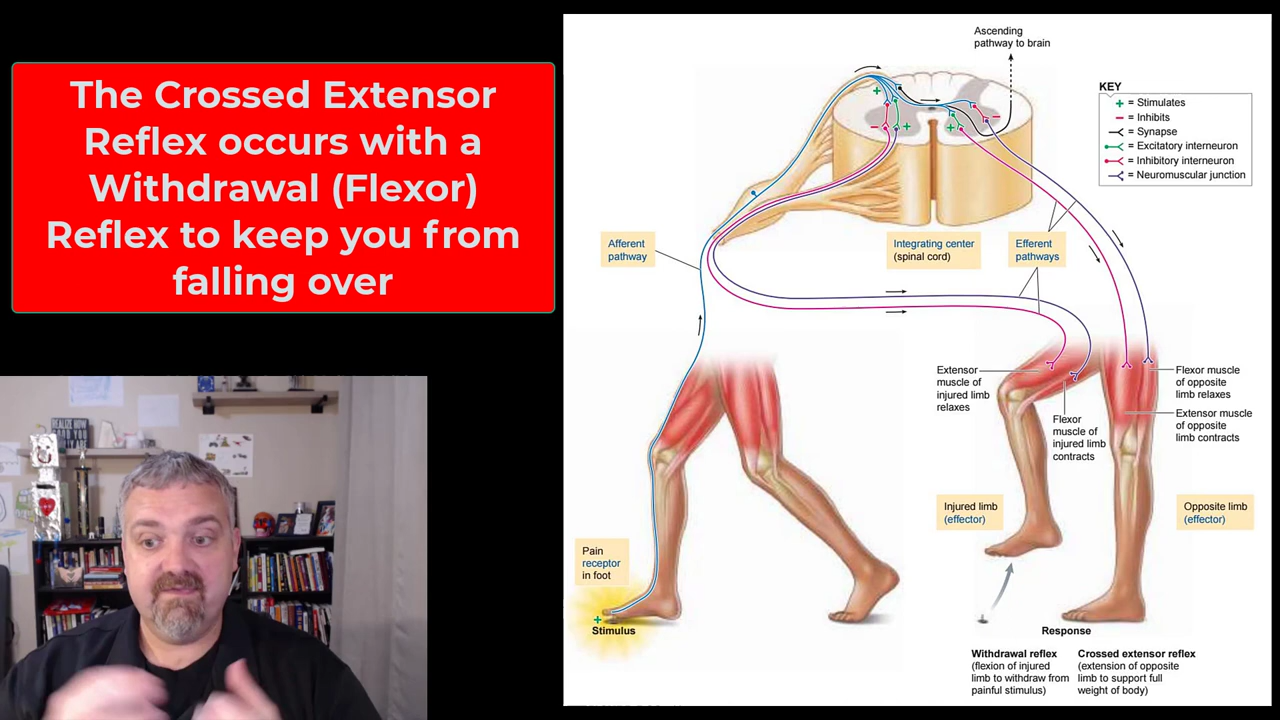 The Crossed Extensor
Reflex occurs with a
Withdrawal (Flexor)
Reflex to keep you from
falling over
Ascending
pathway to brain
KEY
+ = Stimulates
− = Inhibits
= Synapse
= Excitatory interneuron
= Inhibitory interneuron
= Neuromuscular junction
+
−
+
+
−
Afferent
pathway
Integrating center
(spinal cord)
Efferent
pathways
Extensor
muscle of
injured limb
relaxes
Flexor
muscle of
injured limb
contracts
Flexor muscle
of opposite
limb relaxes
Extensor muscle
of opposite
limb contracts
Injured limb
(effector)
Opposite limb
(effector)
Pain
receptor
in foot
+
Stimulus
Response
Withdrawal reflex
(flexion of injured
limb to withdraw from
painful stimulus)
Crossed extensor reflex
(extension of opposite
limb to support full
weight of body)